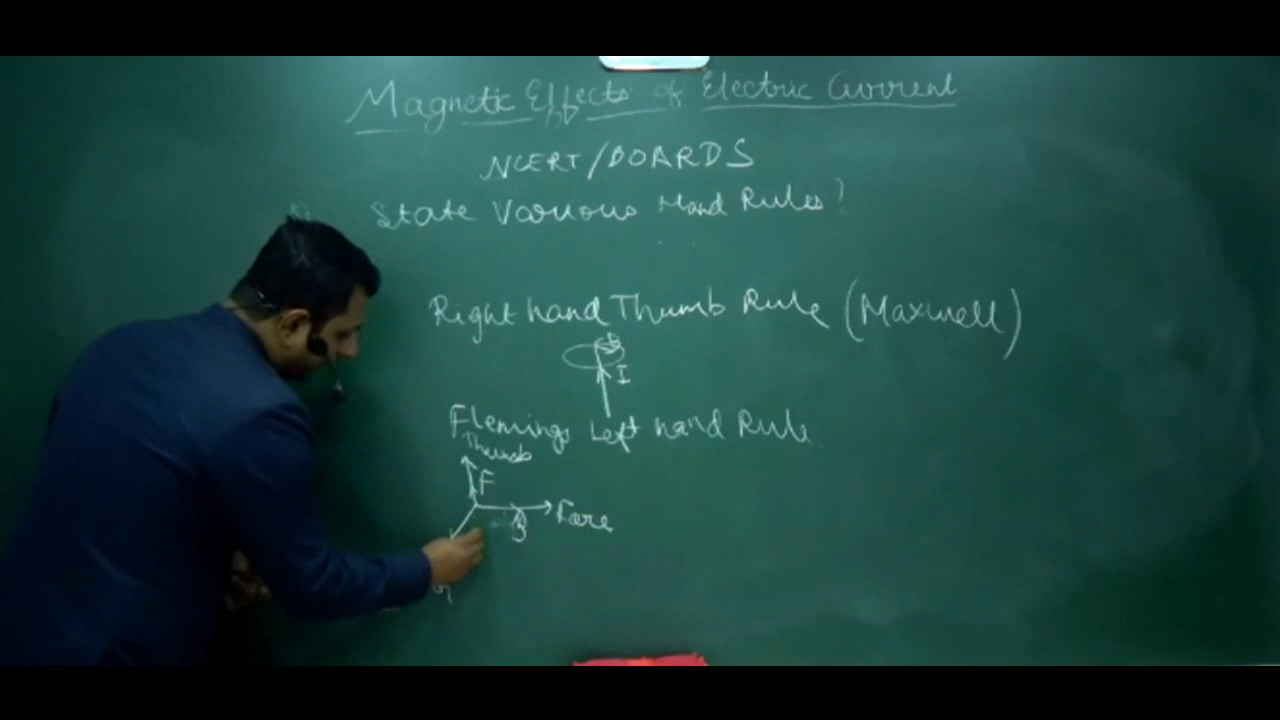 Magnetic Effects of Electric Current
NCERT/BOARDS
State Various Hand Rules?
Right hand Thumb Rule (Maxwell)
B
I
Flemings Left hand Rule
Thumb
F
B
Fore